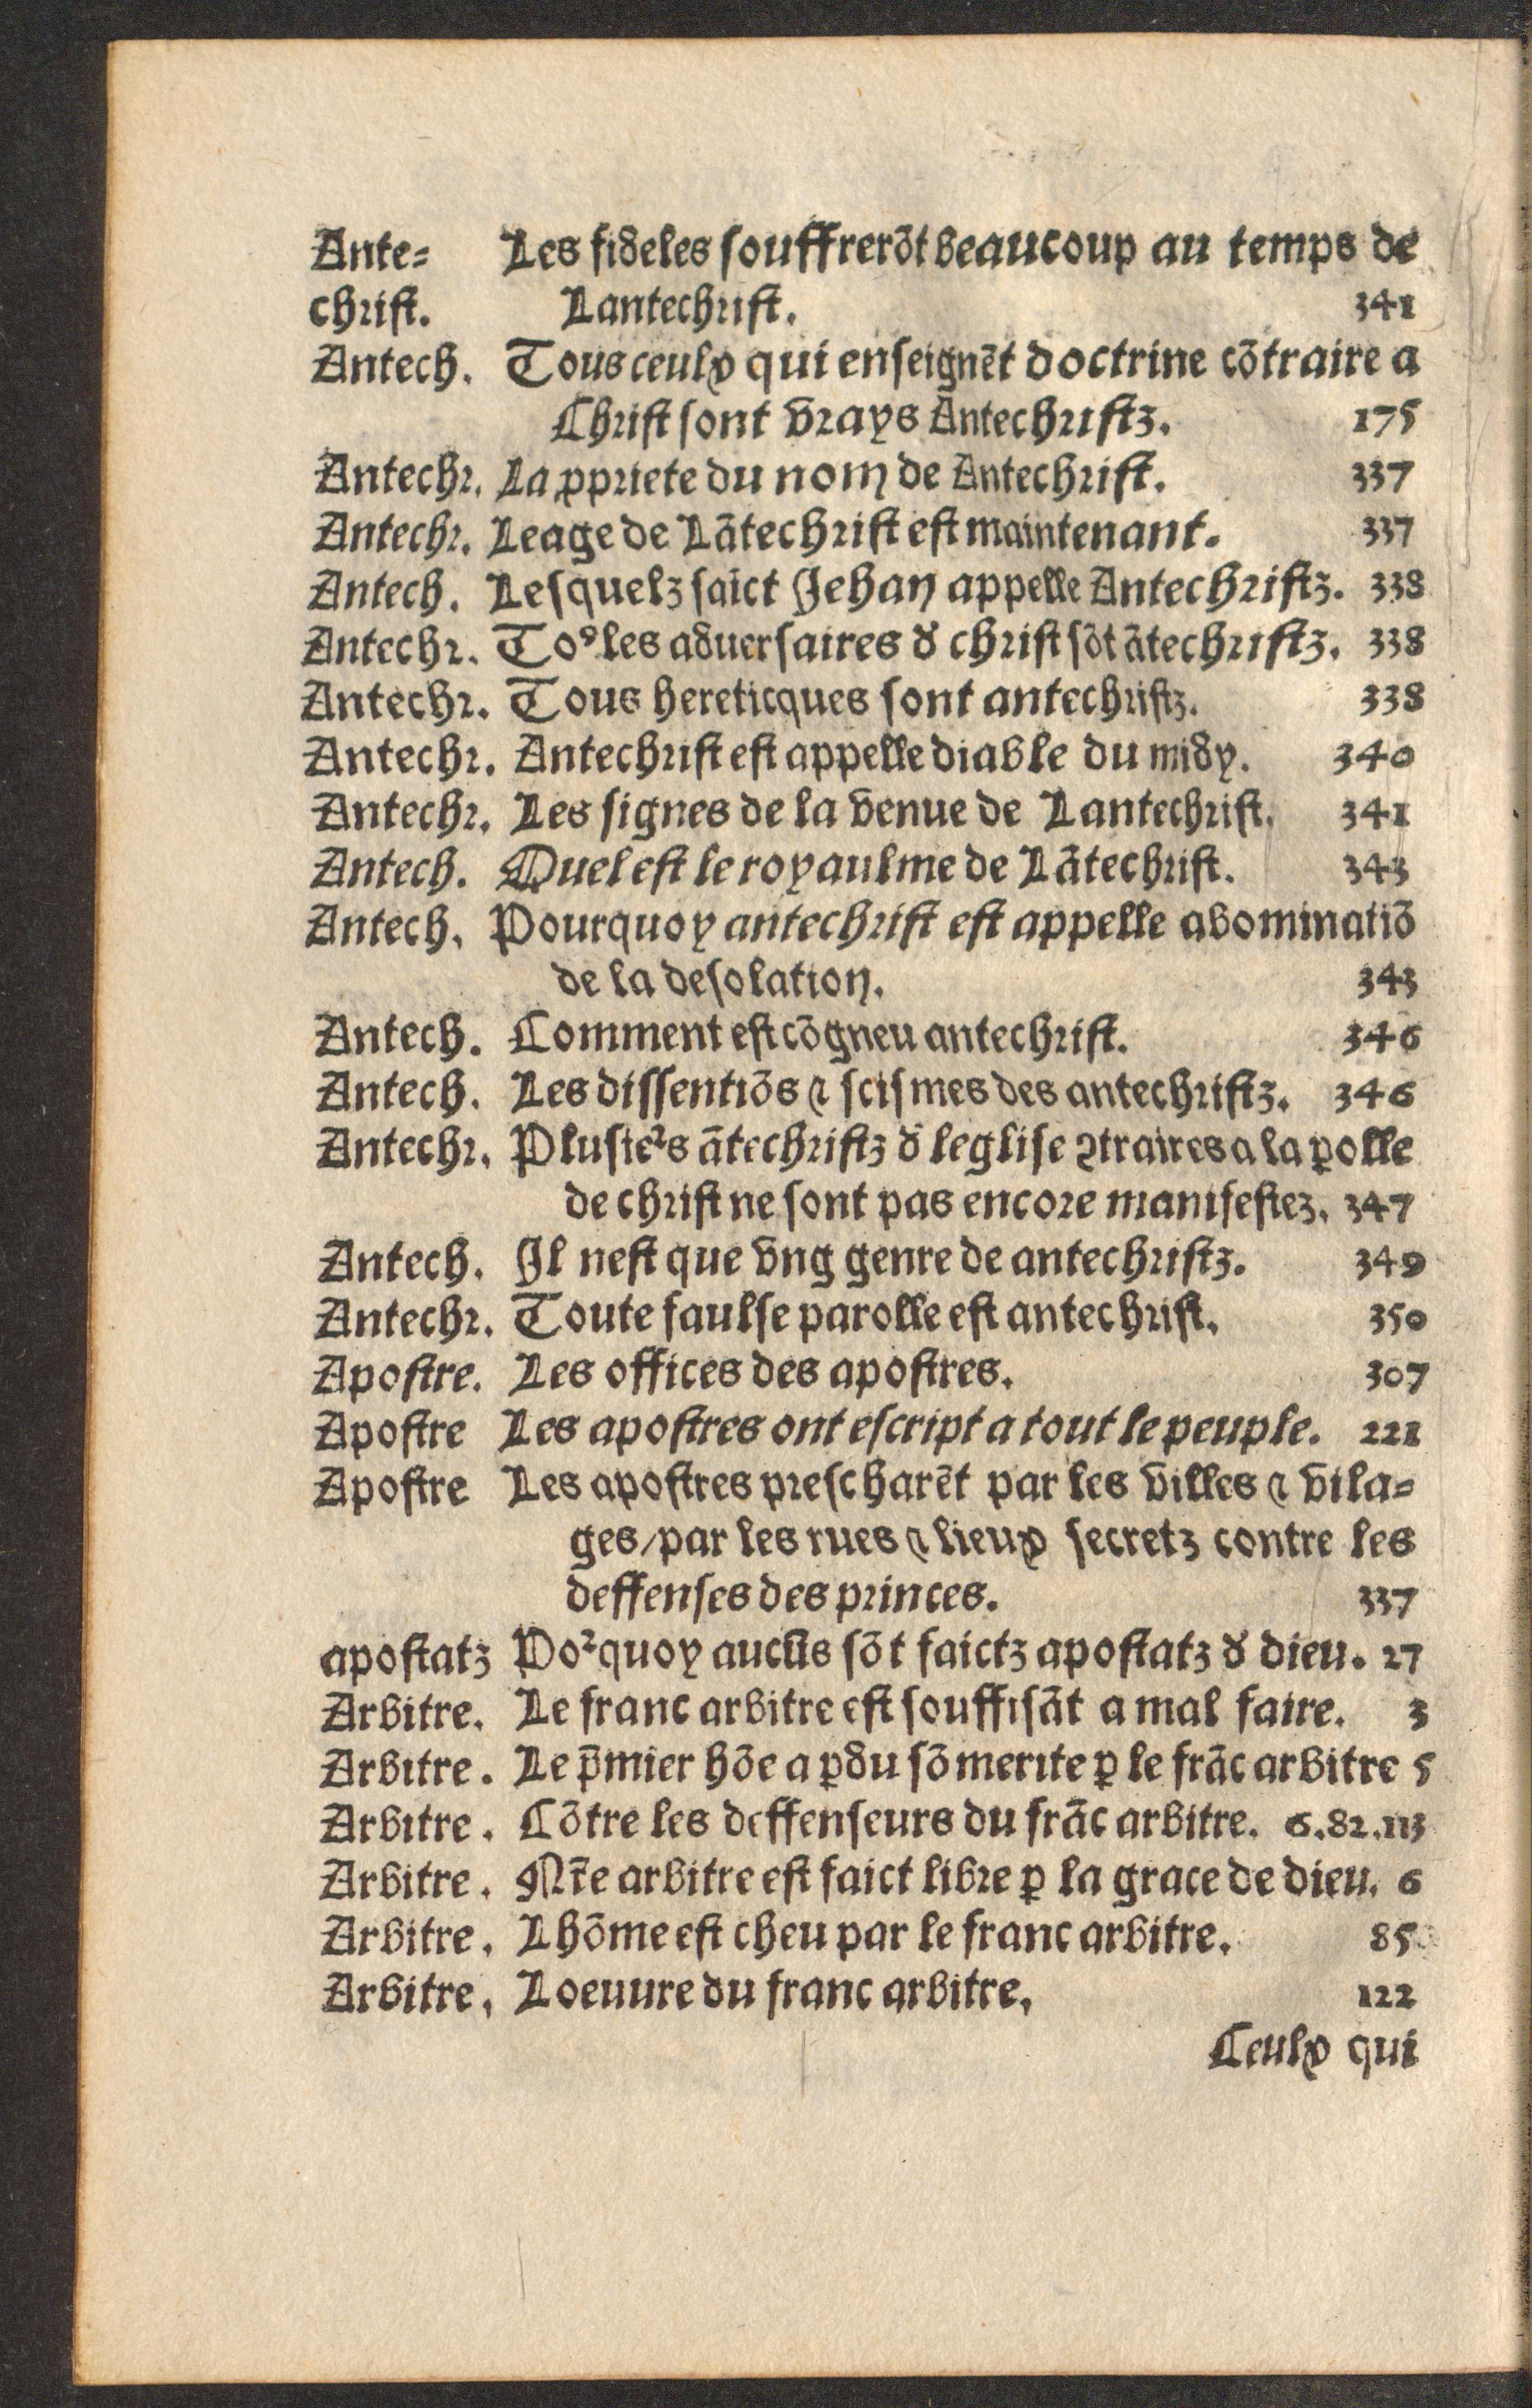 Ante= Les fideles souffrerōt beaucoup au temps de
christ. Lantechrist. 341
Antech. Tous ceulx qui enseignēt doctrine cōtraire a
Christ sont vrays Antechristz. 175
Antechr. La ꝓpriete du nom de Antechrist. 337
Antechr. Leage de Lātechrist est maintenant. 337
Antech. Lesquelz saīct Jehan appelle Antechristz. 338
Antechr. Toꝰ les aduersaires d̄ christ sōt ātechristz. 338
Antechr. Tous hereticques sont antechristz. 338
Antechr. Antechrist est appelle diable du midy. 340
Antechr. Les signes de la venue de Lantechrist. 341
Antech. Quel est le royaulme de Lātechrist. 343
Antech. Pourquoy antechrist est appelle abominatiō
de la desolation. 343
Antech. Comment est cōgneu antechrist. 346
Antech. Les dissentiōs ⁊ scismes des antechristz. 346
Antechr. Plusieᷣs ātechristz d̄ leglise ꝯtraires a la ꝑolle
de christ ne sont pas encore manifestez. 347
Antech. Il nest que vng genre de antechristz. 349
Antechr. Toute faulse parolle est antechrist. 350
Apostre. Les offices des apostres. 307
Apostre Les apostres ont escript a tout le peuple. 221
Apostre Les apostres prescharēt par les villes ⁊ vila=
ges/par les rues ⁊ lieux secretz contre les
deffenses des princes. 337
apostatz Poᷣquoy aucūs sōt faictz apostatz d̄ dieu. 27
Arbitre. Le franc arbitre est souffisāt a mal faire. 3
Arbitre. Le p̄mier hōe a ꝑdu sō merite ꝑ le frāc arbitre 5
Arbitre. Cōtre les deffenseurs du frāc arbitre. 6.82.113
Arbitre. Nr̄e arbitre est faict libre ꝑ la grace de dieu. 6
Arbitre. Lhōme est cheu par le franc arbitre. 85
Arbitre. Loeuure du franc arbitre. 122
Ceulx qui